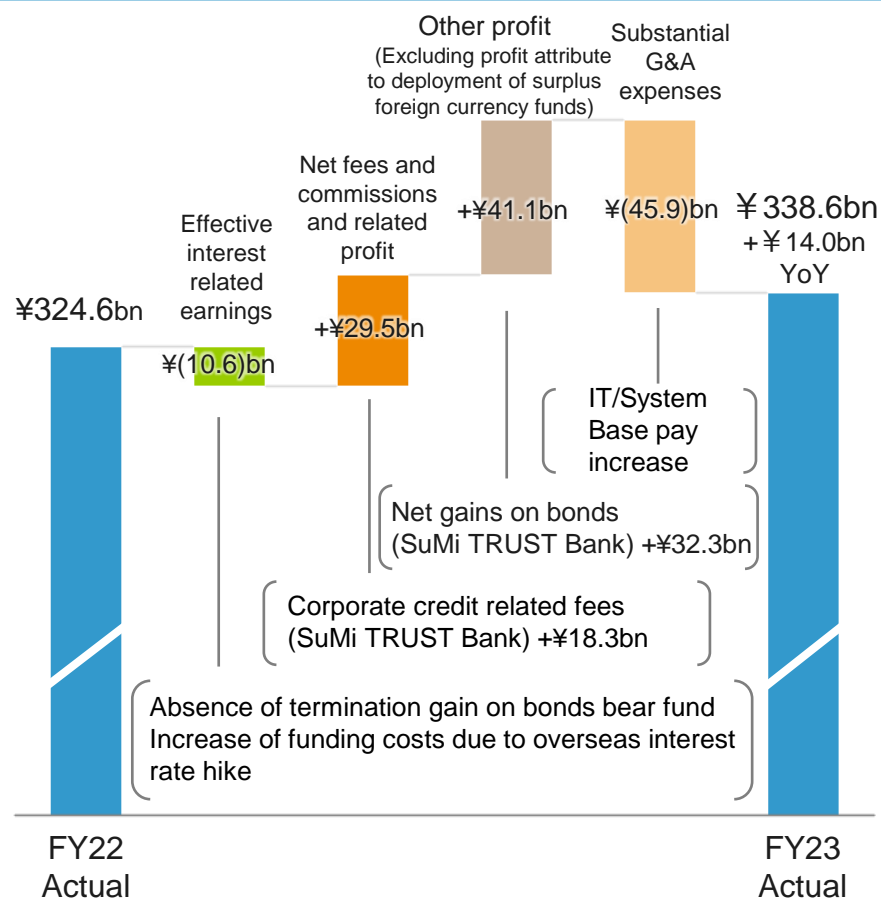 Other profit
(Excluding profit attribute
to deployment of surplus
foreign currency funds)
Substantial
G&A
expenses
Net fees and
commissions
and related
profit
Effective
interest
related
earnings
¥324.6bn
¥(10.6)bn
+¥29.5bn
+¥41.1bn
¥(45.9)bn
¥338.6bn
+¥14.0bn
YoY
IT/System
Base pay
increase
Net gains on bonds
(SuMi TRUST Bank) +¥32.3bn
Corporate credit related fees
(SuMi TRUST Bank) +¥18.3bn
Absence of termination gain on bonds bear fund
Increase of funding costs due to overseas interest
rate hike
FY22
Actual
FY23
Actual